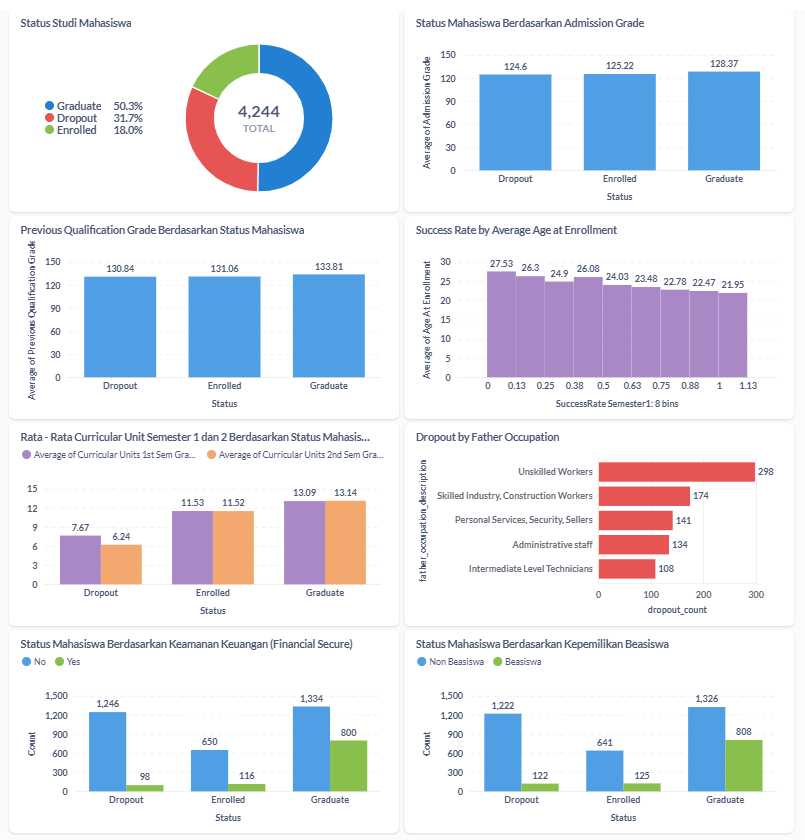 Status Studi Mahasiswa
Graduate 50.3%
Dropout 31.7%
Enrolled 18.0%
4,244
TOTAL
Status Mahasiswa Berdasarkan Admission Grade
Average of Admission Grade
150
120
90
60
30
0
124.6
125.22
128.37
Dropout
Enrolled
Graduate
Status
Previous Qualification Grade Berdasarkan Status Mahasiswa
Average of Previous Qualification Grade
150
120
90
60
30
0
130.84
131.06
133.81
Dropout
Enrolled
Graduate
Status
Success Rate by Average Age at Enrollment
Average of Age At Enrollment
30
25
20
15
10
5
0
27.53
26.3
24.9
26.08
24.03
23.48
22.78
22.47
21.95
0
0.13
0.25
0.38
0.5
0.63
0.75
0.88
1
1.13
SuccessRate Semester1: 8 bins
Rata - Rata Curricular Unit Semester 1 dan 2 Berdasarkan Status Mahasis...
Average of Curricular Units 1st Sem Gra...
Average of Curricular Units 2nd Sem Gra...
15
12
9
6
3
0
7.67
6.24
11.53
11.52
13.09
13.14
Dropout
Enrolled
Graduate
Status
Dropout by Father Occupation
father_occupation_description
Unskilled Workers 298
Skilled Industry, Construction Workers 174
Personal Services, Security, Sellers 141
Administrative staff 134
Intermediate Level Technicians 108
0
100
200
300
dropout_count
Status Mahasiswa Berdasarkan Keamanan Keuangan (Financial Secure)
No
Yes
Count
1,500
1,200
900
600
300
0
1,246
98
650
116
1,334
800
Dropout
Enrolled
Graduate
Status
Status Mahasiswa Berdasarkan Kepemilikan Beasiswa
Non Beasiswa
Beasiswa
Count
1,500
1,200
900
600
300
0
1,222
122
641
125
1,326
808
Dropout
Enrolled
Graduate
Status